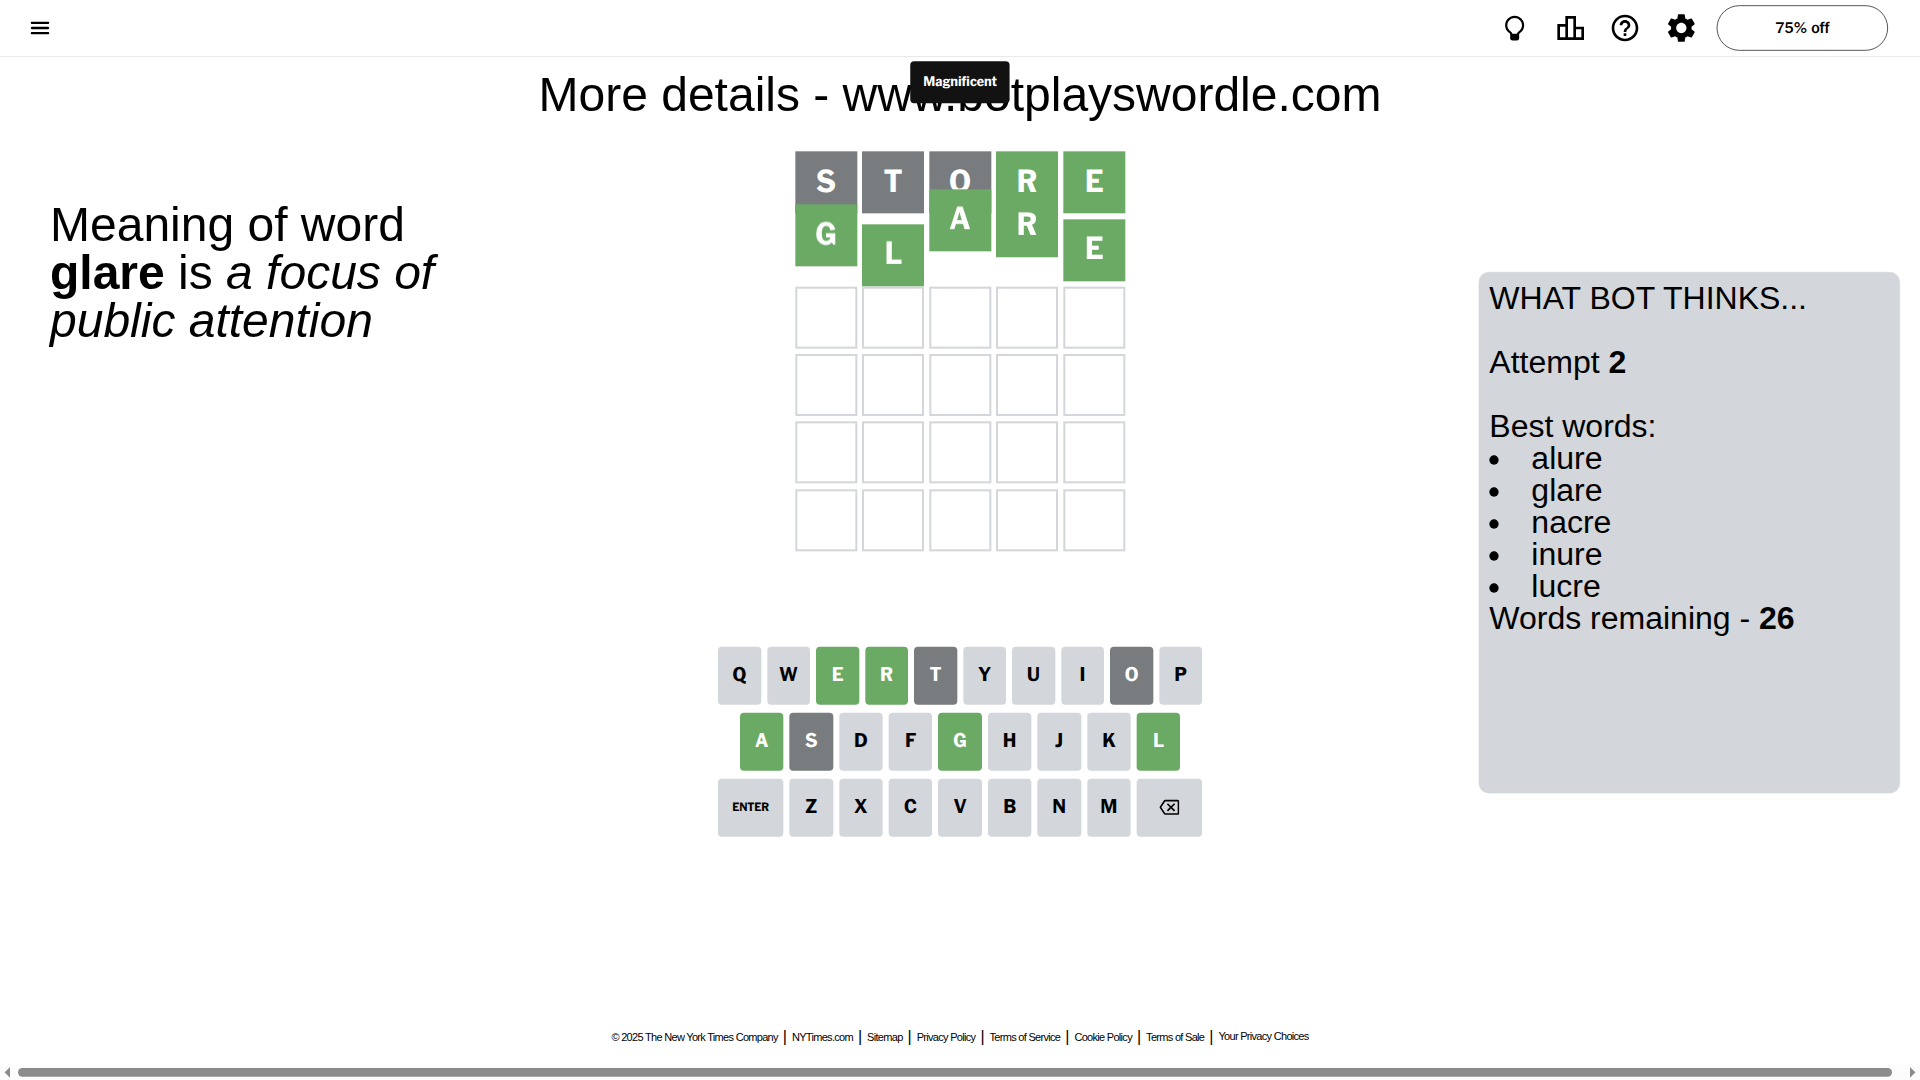 75% off
Magnificent
More details - www.botplayswordle.com
Meaning of word
glare is a focus of
public attention
S T O R E
G L A R E
WHAT BOT THINKS...
Attempt 2
Best words:
• alure
• glare
• nacre
• inure
• lucre
Words remaining - 26
Q W E R T Y U I O P
A S D F G H J K L
ENTER Z X C V B N M
© 2025 The New York Times Company | NYTimes.com | Sitemap | Privacy Policy | Terms of Service | Cookie Policy | Terms of Sale | Your Privacy Choices